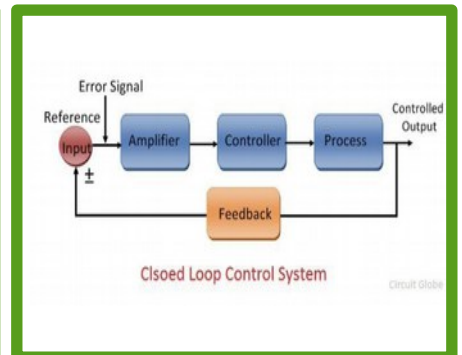 Error Signal
Reference
Controlled
Output
Input
Amplifier
Controller
Process
±
Feedback
Clsoed Loop Control System
Circuit Globe